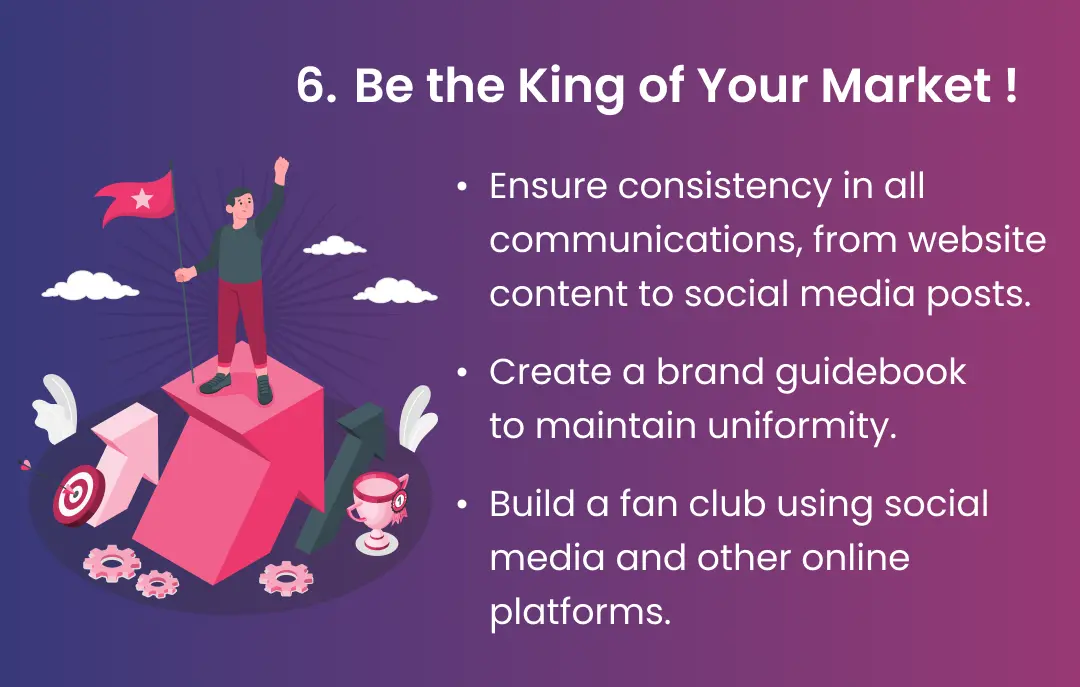 6. Be the King of Your Market !
• Ensure consistency in all
communications, from website
content to social media posts.
• Create a brand guidebook
to maintain uniformity.
• Build a fan club using social
media and other online
platforms.
1